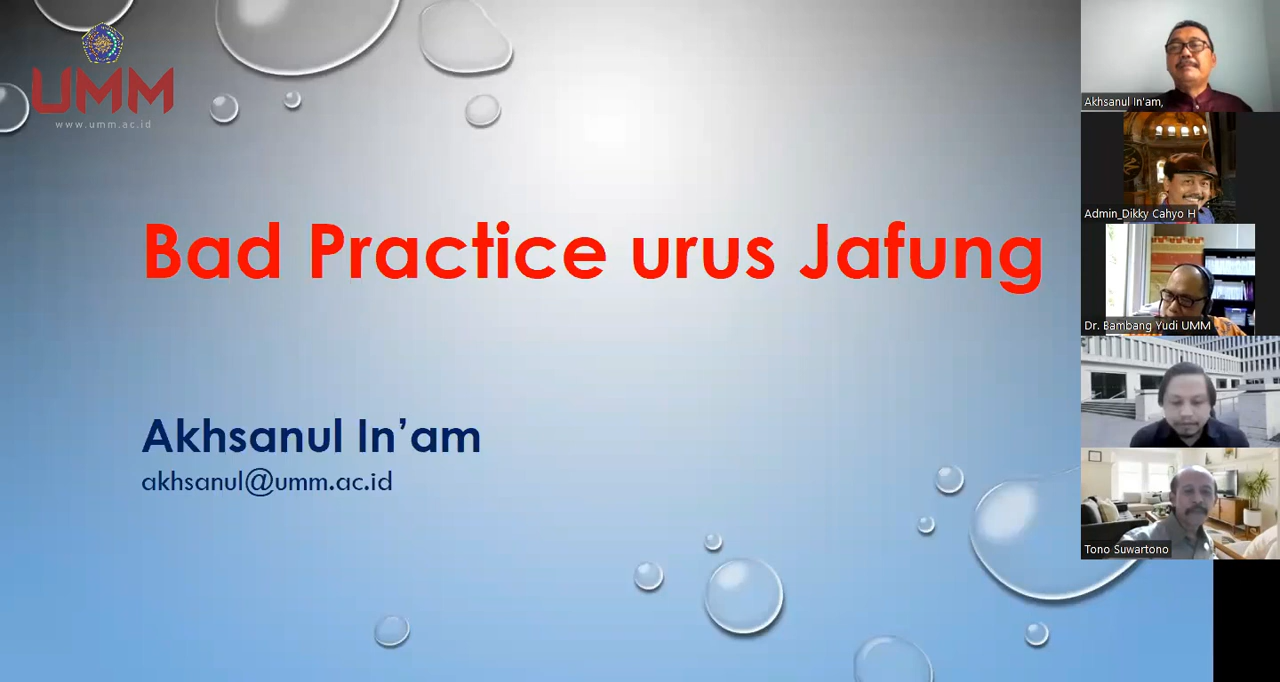 UMM
www.umm.ac.id
Bad Practice urus Jafung
Akhsanul In’am
akhsanul@umm.ac.id
Akhsanul In'am,
Admin_Dikky Cahyo H
Dr. Bambang Yudi UMM
Tono Suwartono